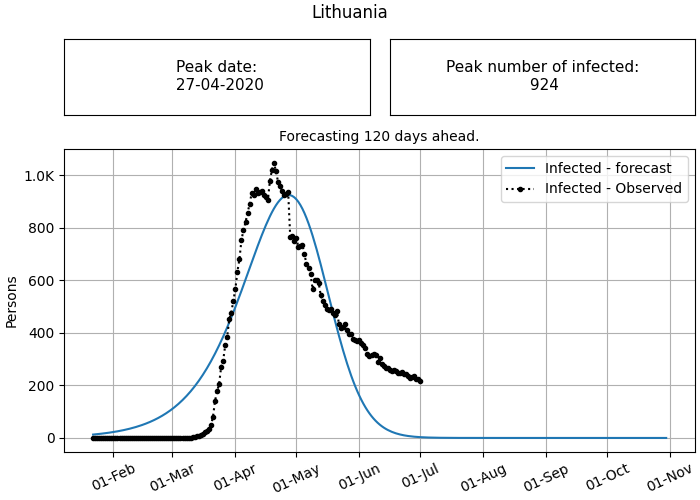 Lithuania
Peak date:
27-04-2020
Peak number of infected:
924
Forecasting 120 days ahead.
Infected - forecast
Infected - Observed
Persons
1.0K
800
600
400
200
0
01-Feb
01-Mar
01-Apr
01-May
01-Jun
01-Jul
01-Aug
01-Sep
01-Oct
01-Nov